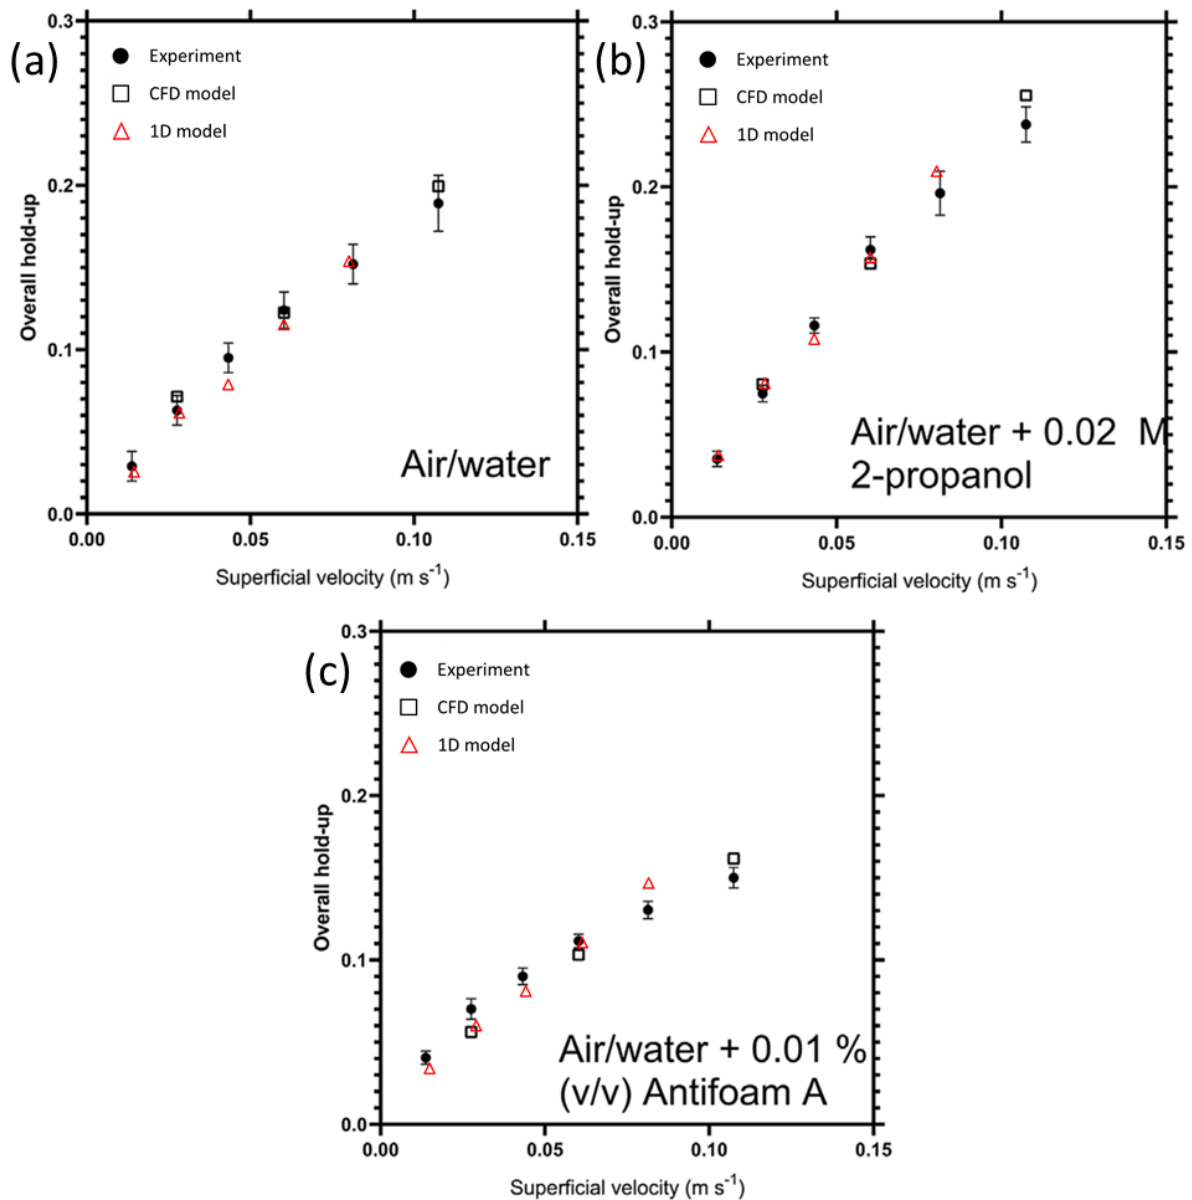 (a)
0.3
0.2
0.1
0.0
Overall hold-up
Experiment
CFD model
1D model
Air/water
0.00 0.05 0.10 0.15
Superficial velocity (m s⁻¹)
(b)
0.3
0.2
0.1
0.0
Overall hold-up
Experiment
CFD model
1D model
Air/water + 0.02 M
2-propanol
0.00 0.05 0.10 0.15
Superficial velocity (m s⁻¹)
(c)
0.3
0.2
0.1
0.0
Overall hold-up
Experiment
CFD model
1D model
Air/water + 0.01 %
(v/v) Antifoam A
0.00 0.05 0.10 0.15
Superficial velocity (m s⁻¹)